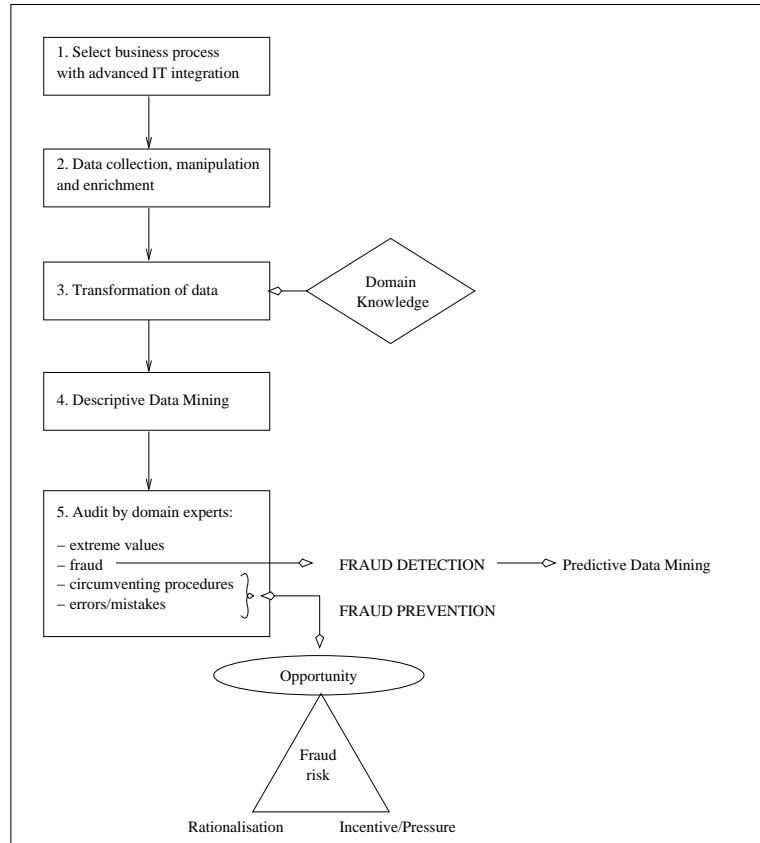 1. Select business process
with advanced IT integration
2. Data collection, manipulation
and enrichment
3. Transformation of data
Domain
Knowledge
4. Descriptive Data Mining
5. Audit by domain experts:
– extreme values
– fraud
FRAUD DETECTION
Predictive Data Mining
– circumventing procedures
– errors/mistakes
FRAUD PREVENTION
Opportunity
Fraud
risk
Rationalisation
Incentive/Pressure